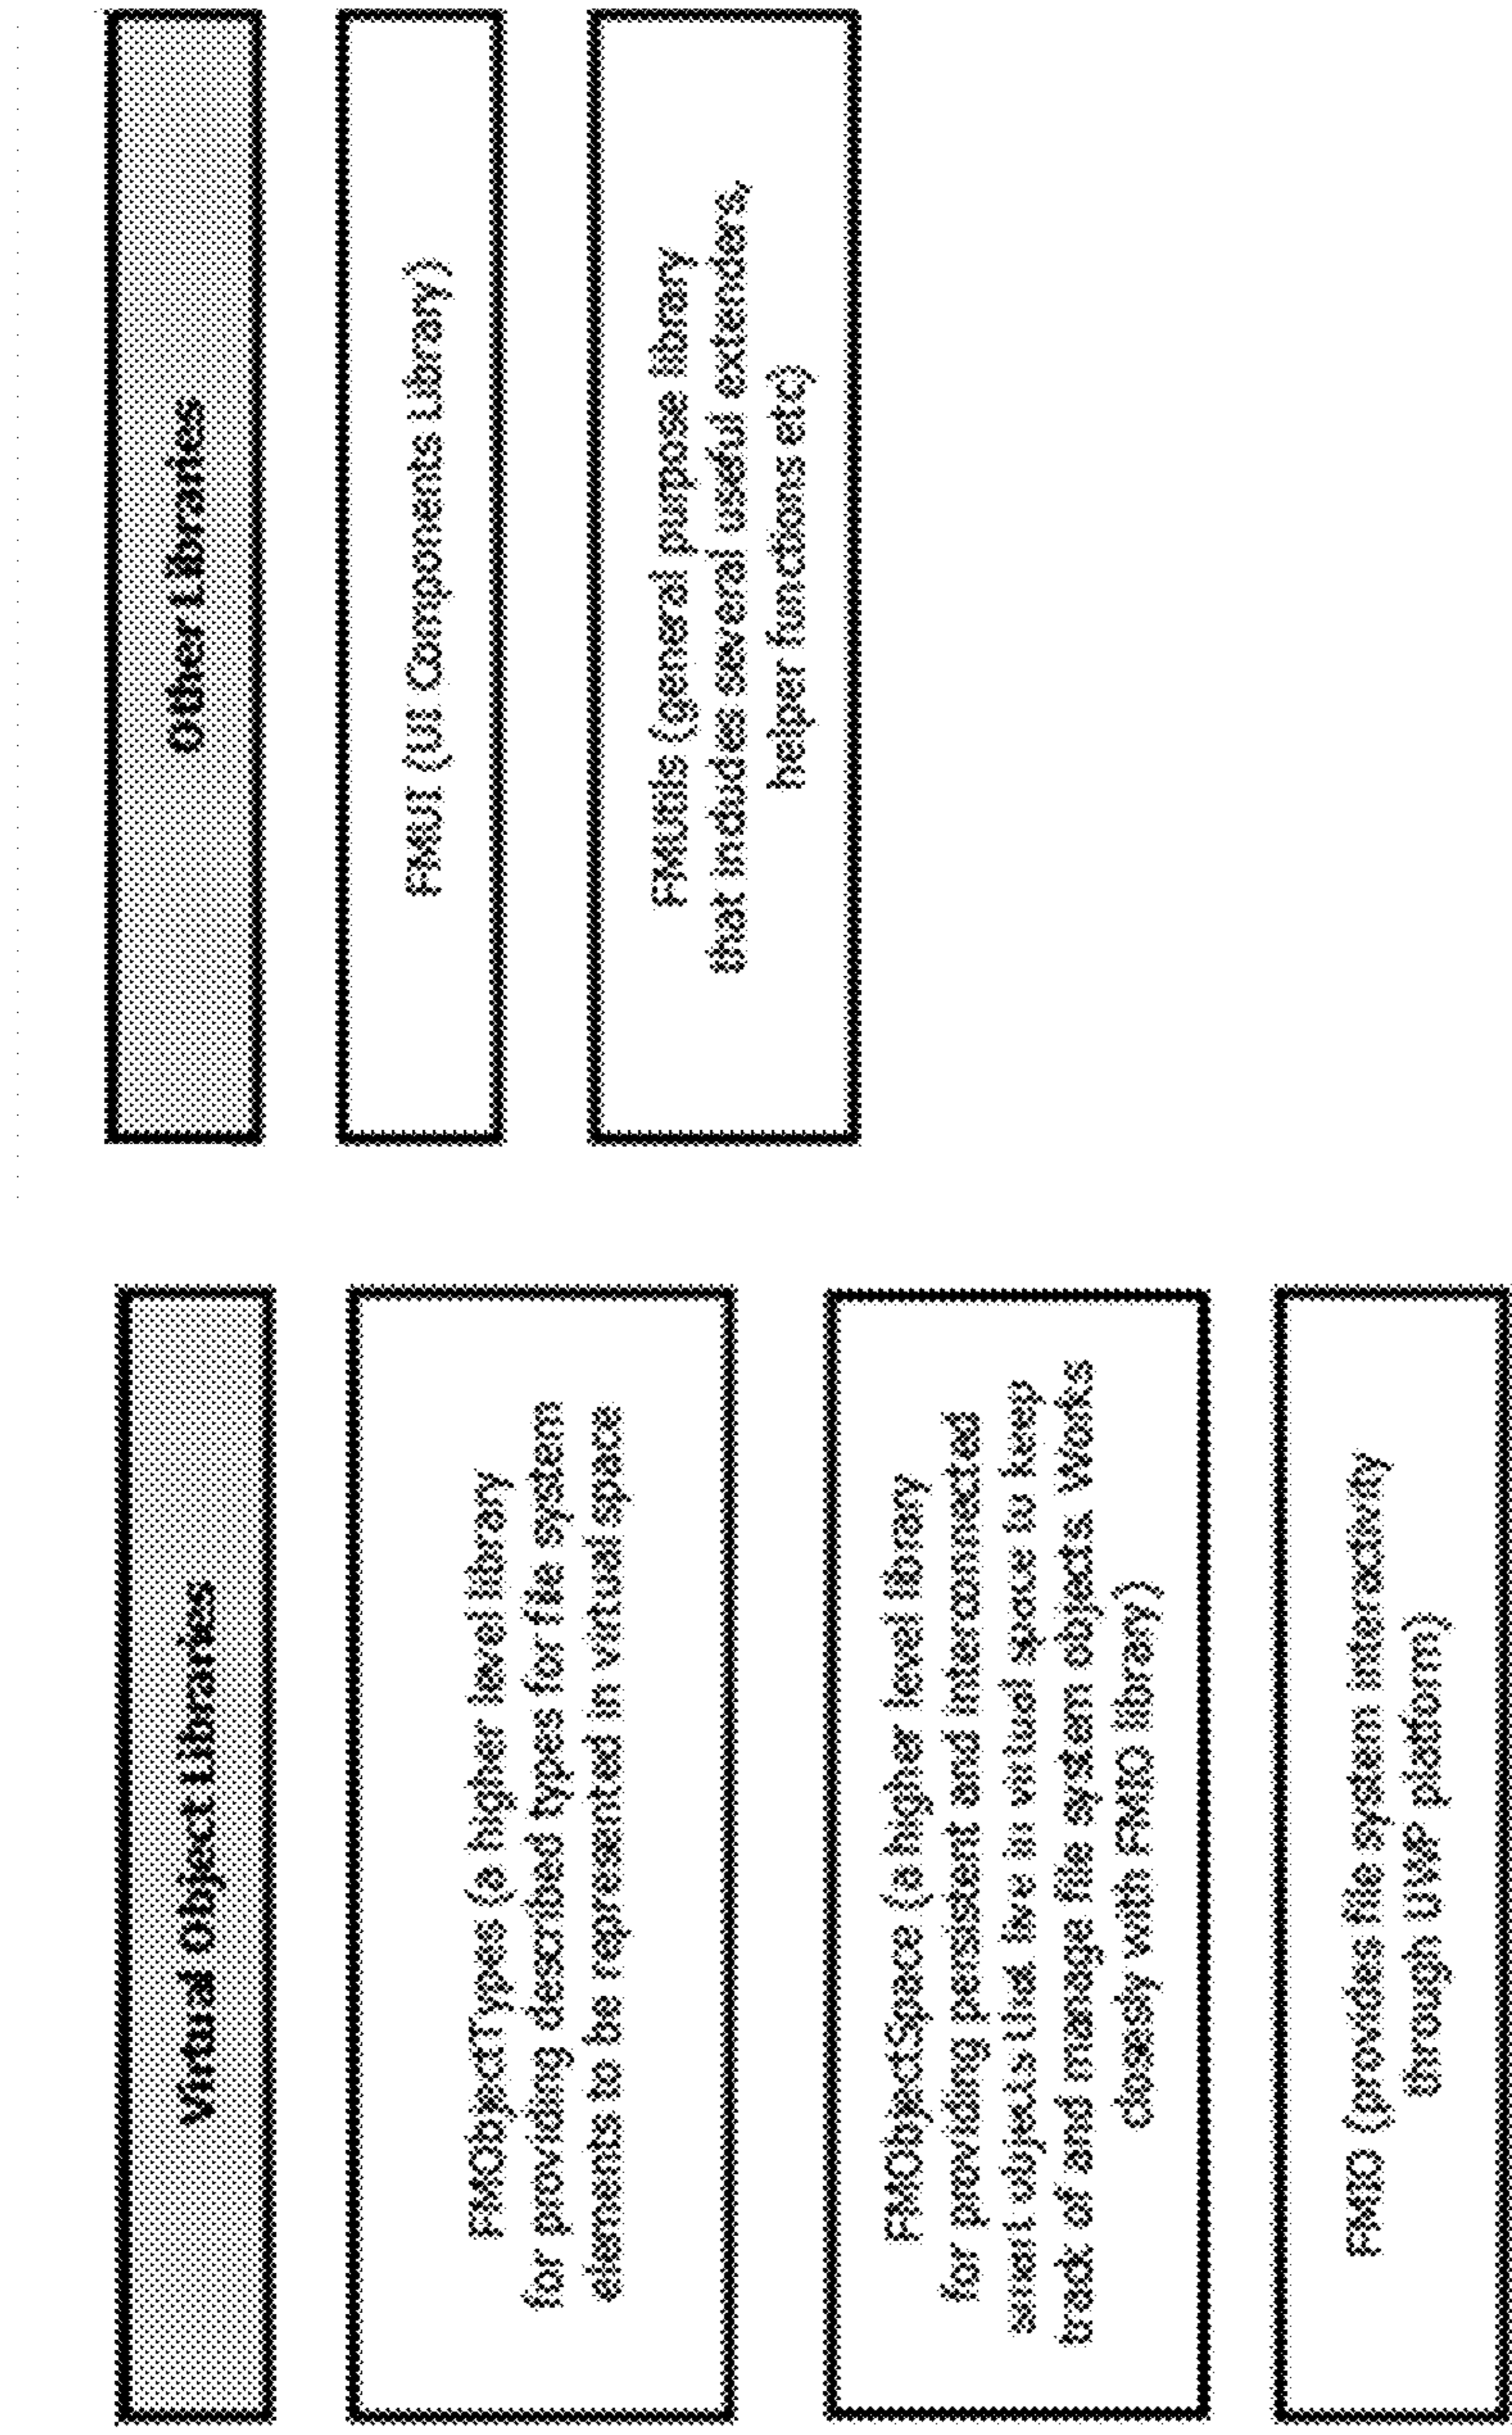 Virtual Object Libraries
FMObjectTypes (a higher level library
for providing described types for file system
elements to be represented in virtual space
FMObjectSpace (a higher level library
for providing persistent and interconnected
smart objects that live in virtual space to keep
track of and manage file system objects. Works
closely with FMIO library)
FMIO (provides file system interactivity
through UWP platform)
Other Libraries
FMUI (UI Components Library)
FMUtils (general purpose library
that includes several useful extenders,
helper functions etc)